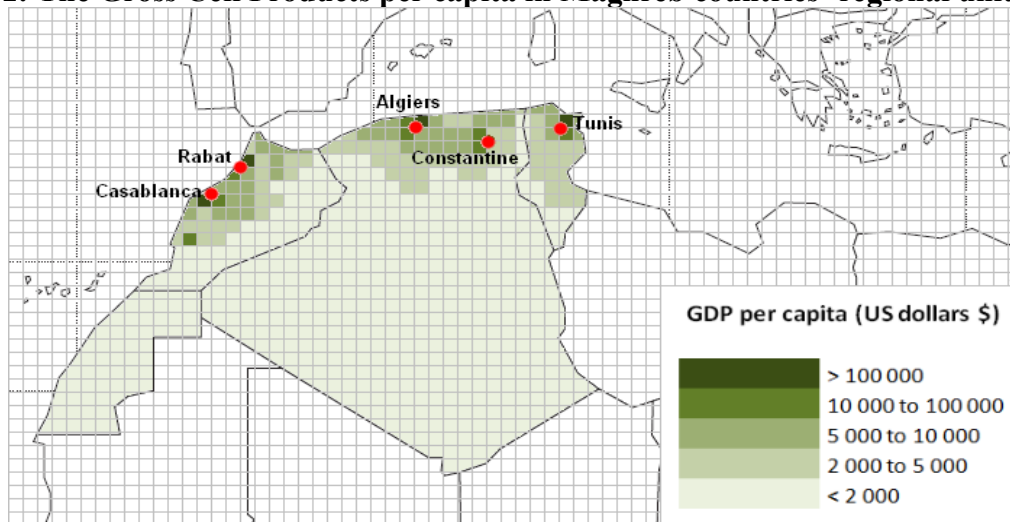 Algiers
Tunis
Constantine
Rabat
Casablanca
GDP per capita (US dollars $)
> 100 000
10 000 to 100 000
5 000 to 10 000
2 000 to 5 000
< 2 000